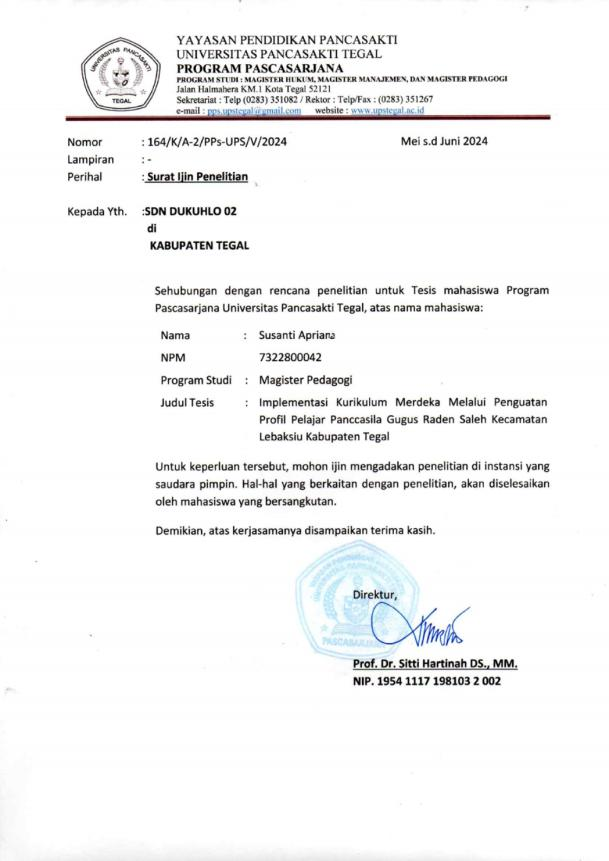 UNIVERSITAS PANCASAKTI
TEGAL
YAYASAN PENDIDIKAN PANCASAKTI
UNIVERSITAS PANCASAKTI TEGAL
PROGRAM PASCASARJANA
PROGRAM STUDI : MAGISTER HUKUM, MAGISTER MANAJEMEN, DAN MAGISTER PEDAGOGI
Jalan Halmahera KM.1 Kota Tegal 52121
Sekretariat : Telp (0283) 351082 / Rektor : Telp/Fax : (0283) 351267
e-mail : pps.upstegal@gmail.com website : www.upstegal.ac.id
Nomor : 164/K/A-2/PPs-UPS/V/2024 Mei s.d Juni 2024
Lampiran : -
Perihal : Surat Ijin Penelitian
Kepada Yth. :SDN DUKUHLO 02
di
KABUPATEN TEGAL
Sehubungan dengan rencana penelitian untuk Tesis mahasiswa Program
Pascasarjana Universitas Pancasakti Tegal, atas nama mahasiswa:
Nama : Susanti Apriana
NPM 7322800042
Program Studi : Magister Pedagogi
Judul Tesis : Implementasi Kurikulum Merdeka Melalui Penguatan
Profil Pelajar Panccasila Gugus Raden Saleh Kecamatan
Lebaksiu Kabupaten Tegal
Untuk keperluan tersebut, mohon ijin mengadakan penelitian di instansi yang
saudara pimpin. Hal-hal yang berkaitan dengan penelitian, akan diselesaikan
oleh mahasiswa yang bersangkutan.
Demikian, atas kerjasamanya disampaikan terima kasih.
Direktur,
PASCASARJANA
Prof. Dr. Sitti Hartinah DS., MM.
NIP. 1954 1117 198103 2 002